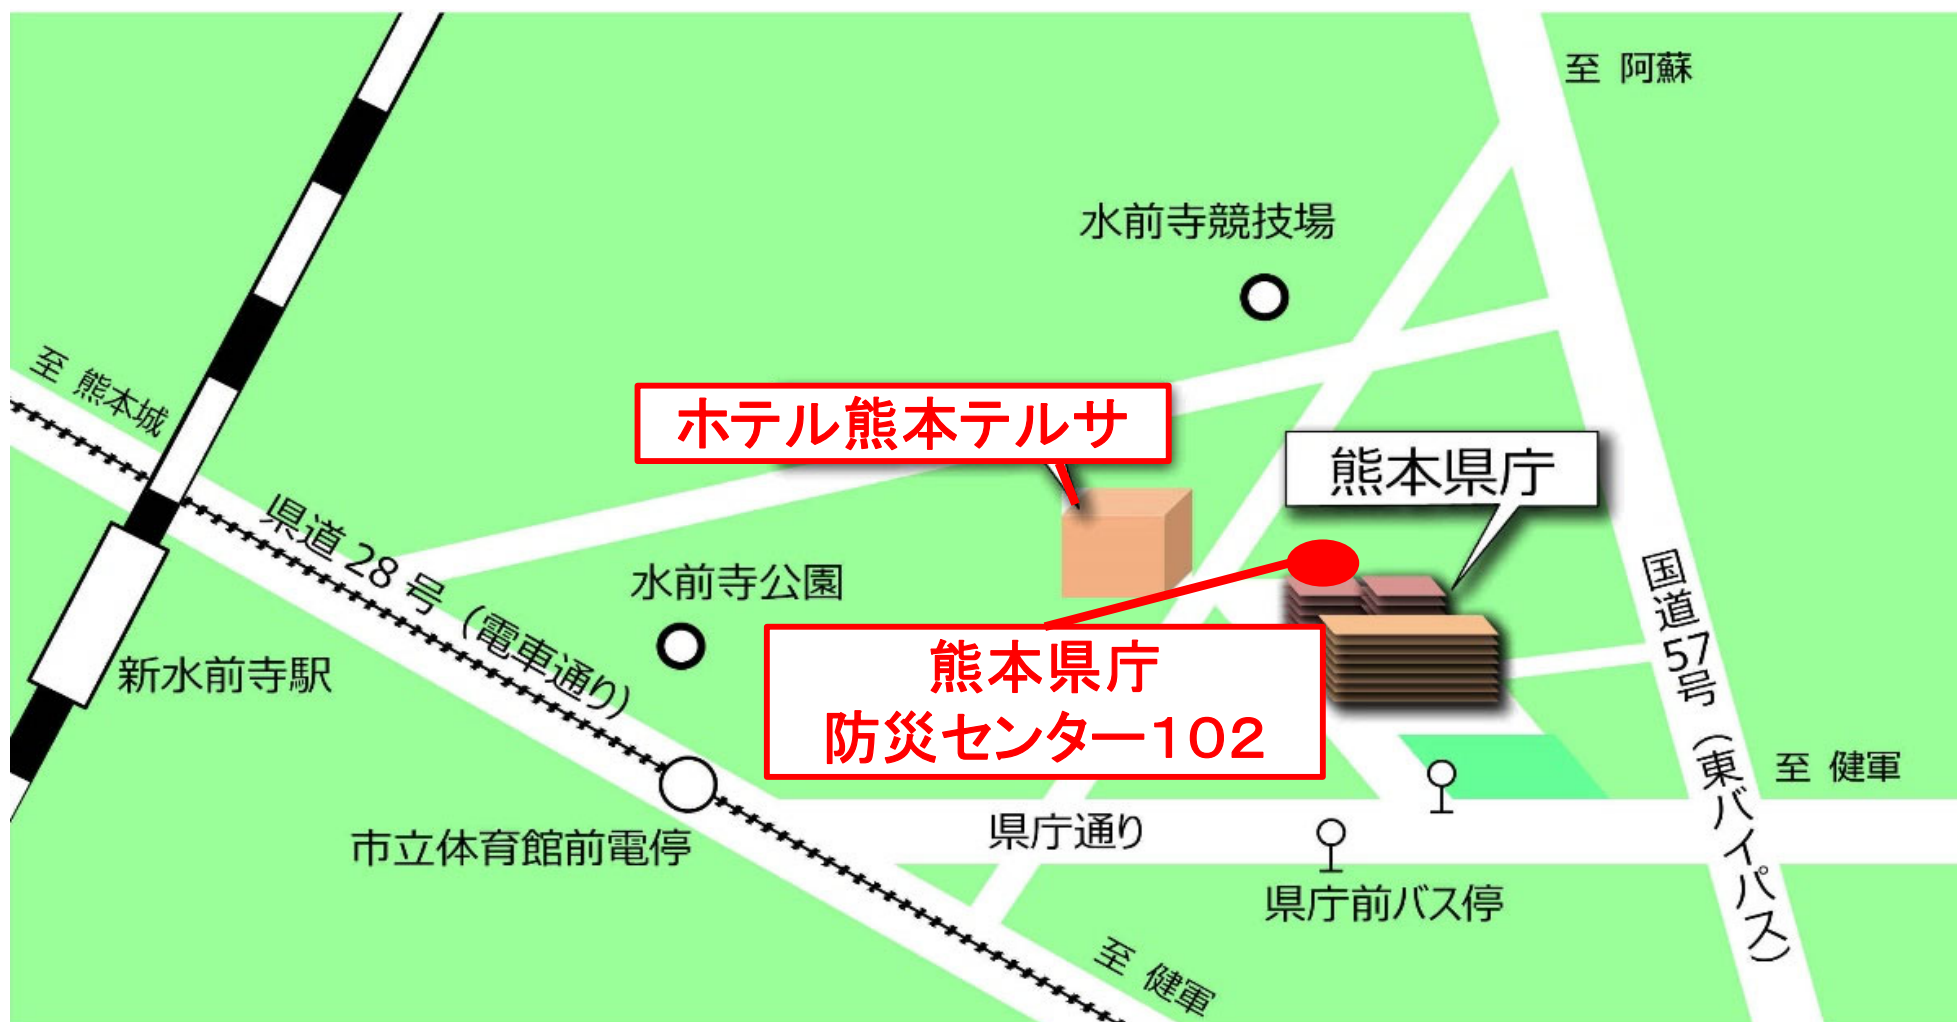 至 阿蘇
水前寺競技場
至 熊本城
ホテル熊本テルサ
熊本県庁
県道28号（電車通り）
水前寺公園
国道57号（東バイパス）
新水前寺駅
熊本県庁
防災センター102
至 健軍
市立体育館前電停
県庁通り
県庁前バス停
至 健軍